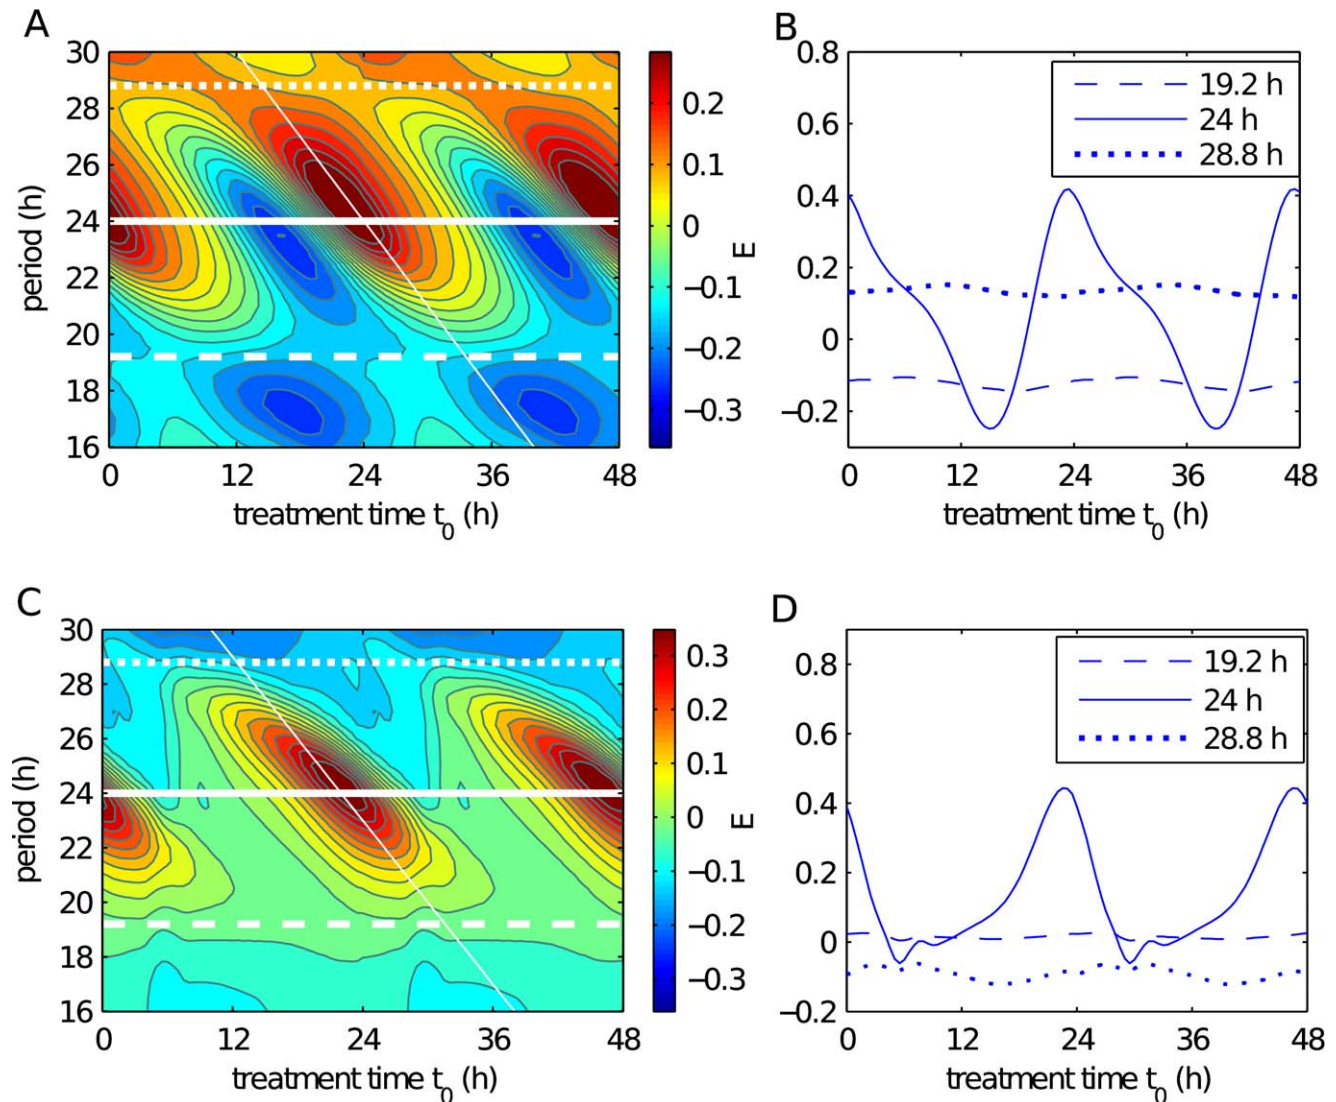 A
30
28
26
24
22
20
18
16
period (h)
0 12 24 36 48
treatment time t0 (h)
0.2
0.1
0
−0.1
−0.2
−0.3
E
B
0.8
0.6
0.4
0.2
0
−0.2
19.2 h
24 h
28.8 h
0 12 24 36 48
treatment time t0 (h)
C
30
28
26
24
22
20
18
16
period (h)
0 12 24 36 48
treatment time t0 (h)
0.3
0.2
0.1
0
−0.1
−0.2
−0.3
E
D
0.8
0.6
0.4
0.2
0
−0.2
19.2 h
24 h
28.8 h
0 12 24 36 48
treatment time t0 (h)